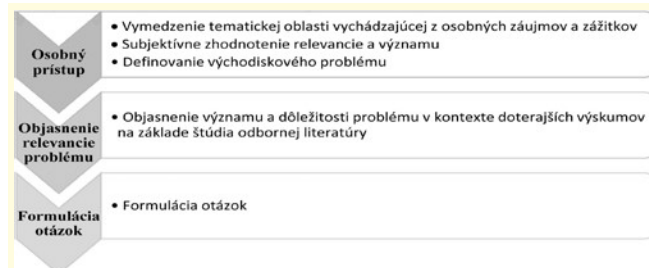 Osobný
prístup
• Vymedzenie tematickej oblasti vychádzajúcej z osobných záujmov a zážitkov
• Subjektívne zhodnotenie relevancie a významu
• Definovanie východiskového problému
Objasnenie
relevancie
problému
• Objasnenie významu a dôležitosti problému v kontexte doterajších výskumov
na základe štúdia odbornej literatúry
Formulácia
otázok
• Formulácia otázok